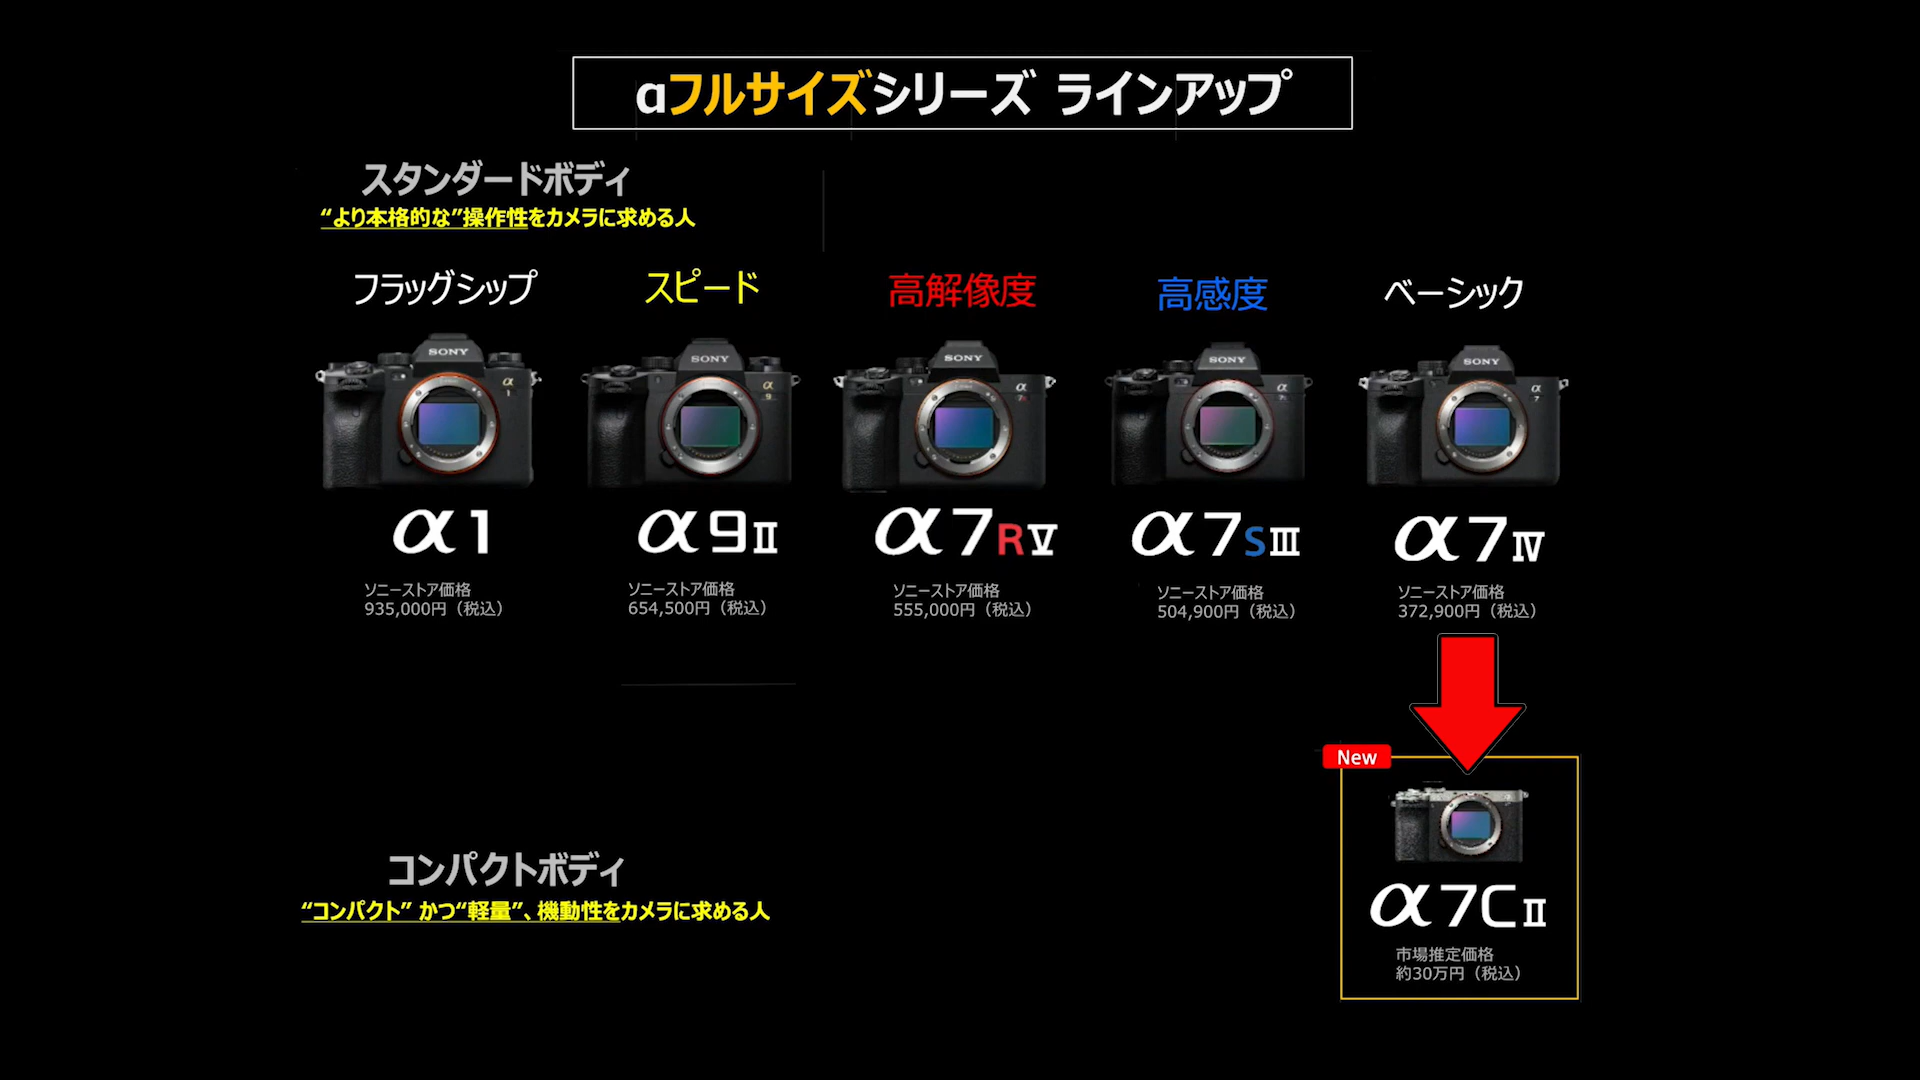 αフルサイズシリーズ ラインアップ
スタンダードボディ
“より本格的な”操作性をカメラに求める人
フラッグシップ
スピード
高解像度
高感度
ベーシック
SONY
SONY
SONY
SONY
SONY
α1
α9II
α7RV
α7SIII
α7IV
ソニーストア価格
935,000円（税込）
ソニーストア価格
654,500円（税込）
ソニーストア価格
555,000円（税込）
ソニーストア価格
504,900円（税込）
ソニーストア価格
372,900円（税込）
New
コンパクトボディ
“コンパクト” かつ“軽量”、機動性をカメラに求める人
α7CII
市場推定価格
約30万円（税込）